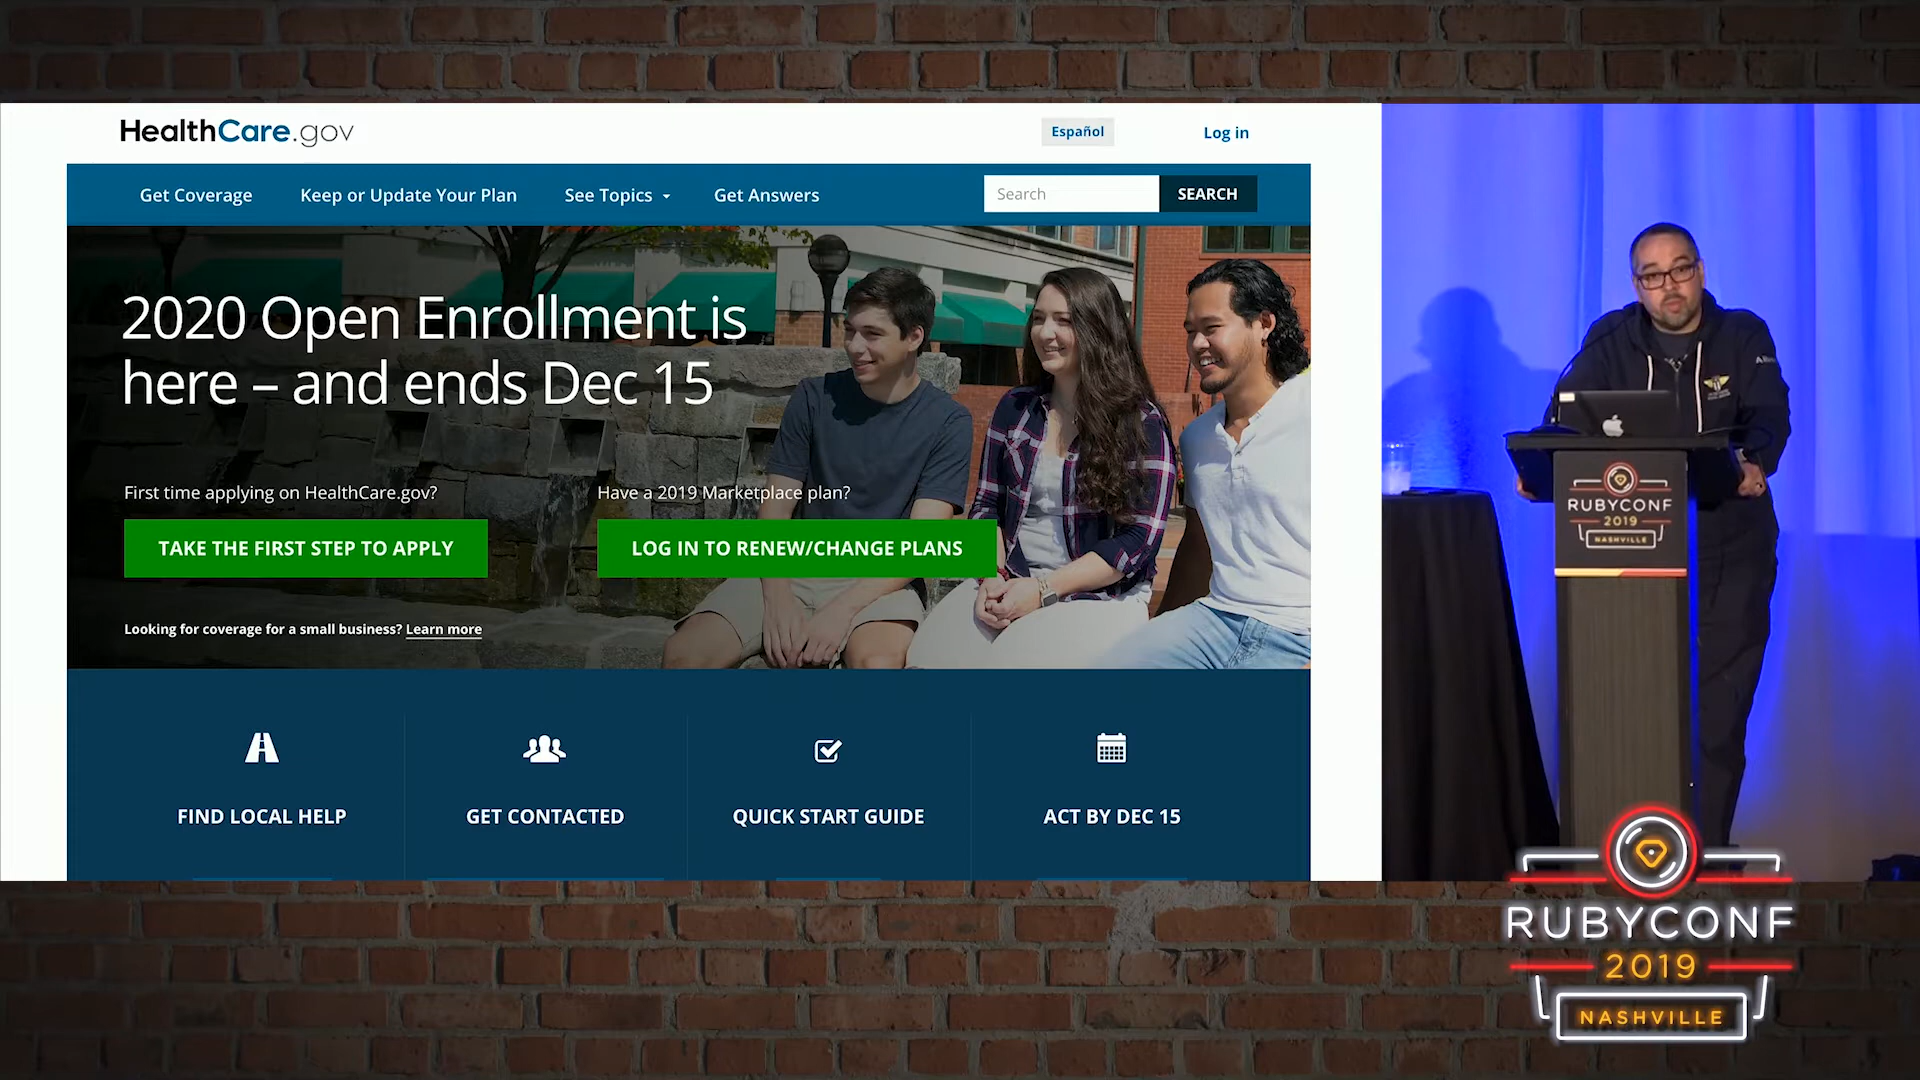 HealthCare.gov
Español
Log in
Get Coverage
Keep or Update Your Plan
See Topics
Get Answers
Search
SEARCH
2020 Open Enrollment is
here – and ends Dec 15
First time applying on HealthCare.gov?
Have a 2019 Marketplace plan?
TAKE THE FIRST STEP TO APPLY
LOG IN TO RENEW/CHANGE PLANS
Looking for coverage for a small business? Learn more
FIND LOCAL HELP
GET CONTACTED
QUICK START GUIDE
ACT BY DEC 15
RUBYCONF
2019
NASHVILLE
RUBYCONF
2019
NASHVILLE